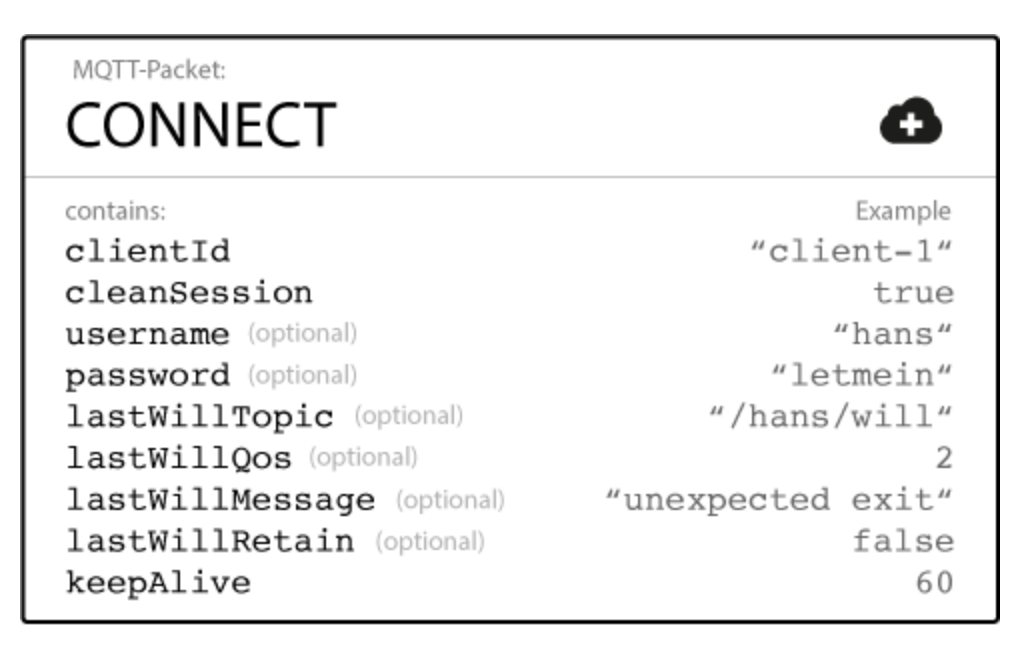 MQTT-Packet:
CONNECT
contains: Example
clientId “client-1“
cleanSession true
username (optional) “hans“
password (optional) “letmein“
lastWillTopic (optional) “/hans/will“
lastWillQos (optional) 2
lastWillMessage (optional) “unexpected exit“
lastWillRetain (optional) false
keepAlive 60